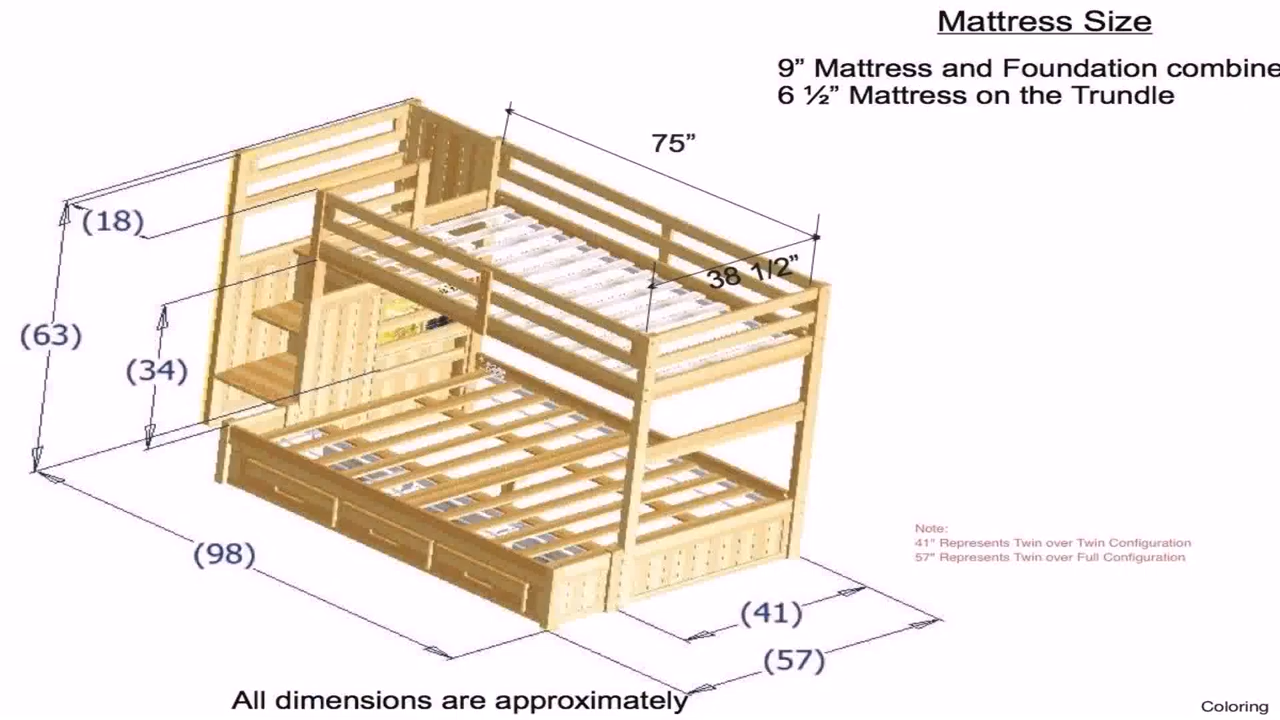 Mattress Size
9” Mattress and Foundation combine
6 ½” Mattress on the Trundle
75”
38 1/2”
(18)
(63)
(34)
(98)
(41)
(57)
Note:
41" Represents Twin over Twin Configuration
57" Represents Twin over Full Configuration
All dimensions are approximately
Coloring